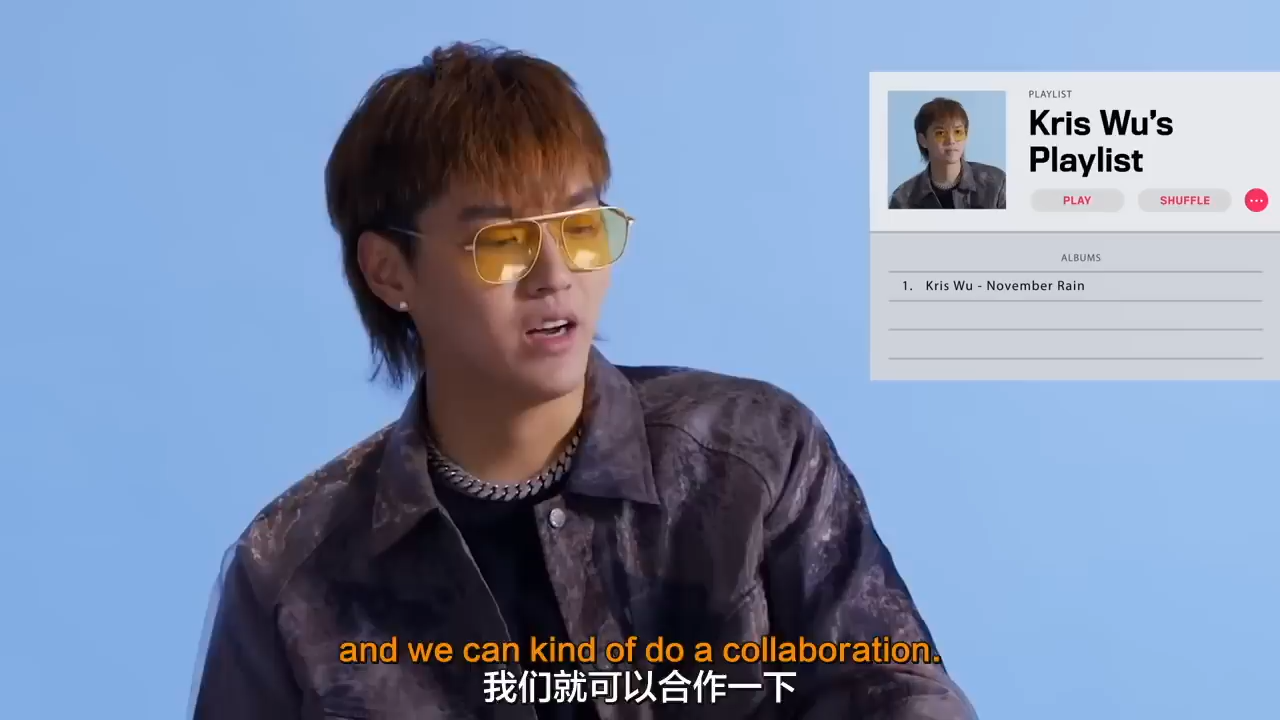 PLAYLIST
Kris Wu's
Playlist
PLAY
SHUFFLE
ALBUMS
1. Kris Wu - November Rain
and we can kind of do a collaboration.
我们就可以合作一下